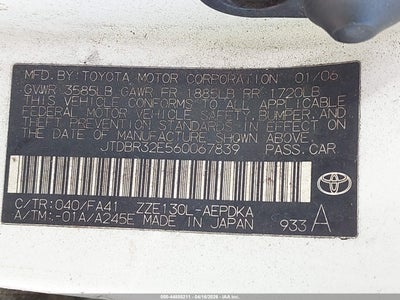 MFD.BY:TOYOTA MOTOR CORPORATION 01/06
GVWR 3585LB GAWR FR 1885LB RR 1720LB
THIS VEHICLE CONFORMS TO ALL APPLICABLE
FEDERAL MOTOR VEHICLE SAFETY, BUMPER, AND
THEFT PREVENTION STANDARDS IN EFFECT ON
THE DATE OF MANUFACTURE SHOWN ABOVE.
JTDBR32E560067839 PASS.CAR
C/TR:040/FA41 ZZE130L-AEPDKA
A/TM:-01A/A245E MADE IN JAPAN
933 A
TOYOTA